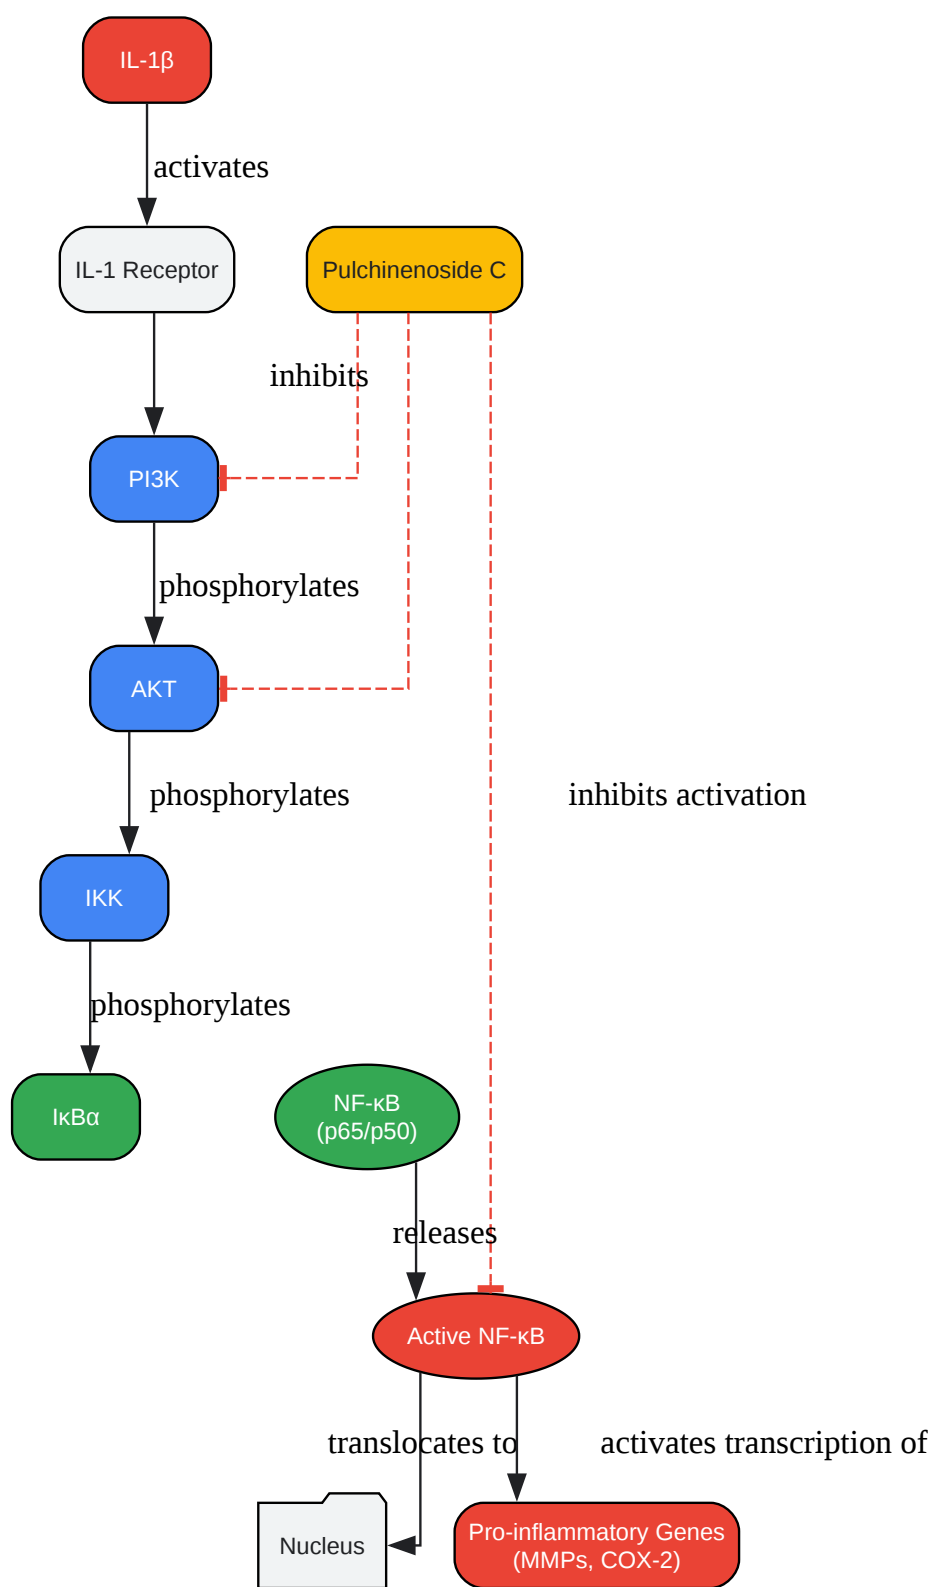 IL-1β
activates
IL-1 Receptor
Pulchinenoside C
inhibits
PI3K
phosphorylates
AKT
phosphorylates
inhibits activation
IKK
phosphorylates
IκBα
NF-κB
(p65/p50)
releases
Active NF-κB
translocates to
activates transcription of
Nucleus
Pro-inflammatory Genes
(MMPs, COX-2)